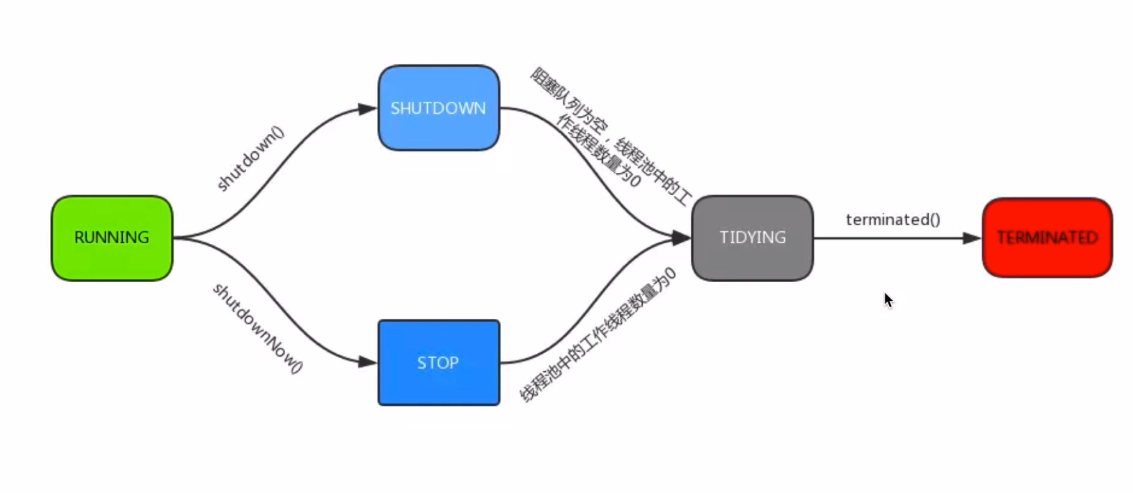 SHUTDOWN
阻塞队列为空，线程池中的工
作线程数量为0
shutdown()
RUNNING
TIDYING
terminated()
TERMINATED
shutdownNow()
STOP
线程池中的工作线程数量为0